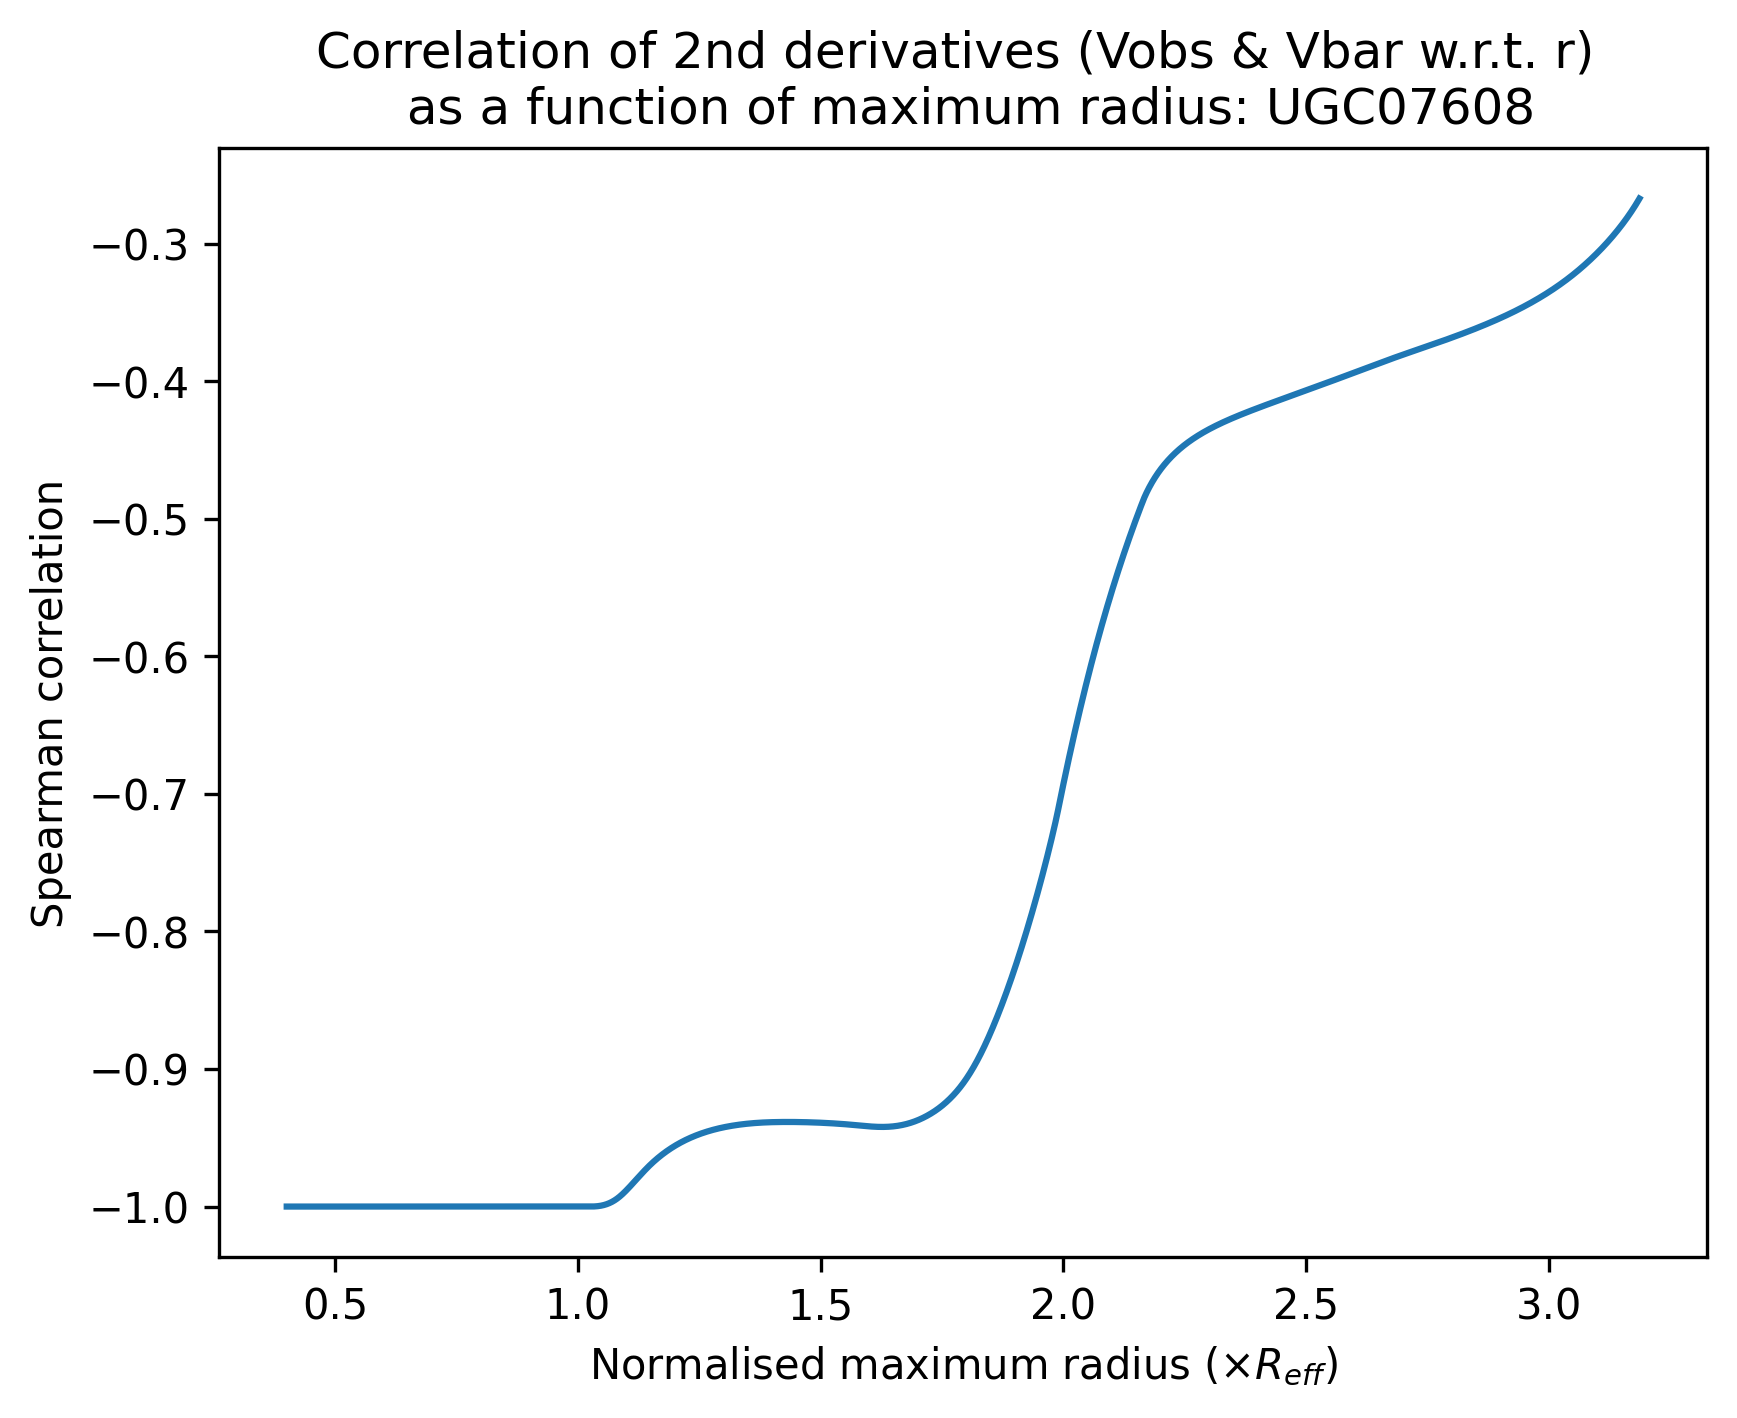 Correlation of 2nd derivatives (Vobs & Vbar w.r.t. r)
as a function of maximum radius: UGC07608
Spearman correlation
−0.3
−0.4
−0.5
−0.6
−0.7
−0.8
−0.9
−1.0
0.5 1.0 1.5 2.0 2.5 3.0
Normalised maximum radius (×R_eff)